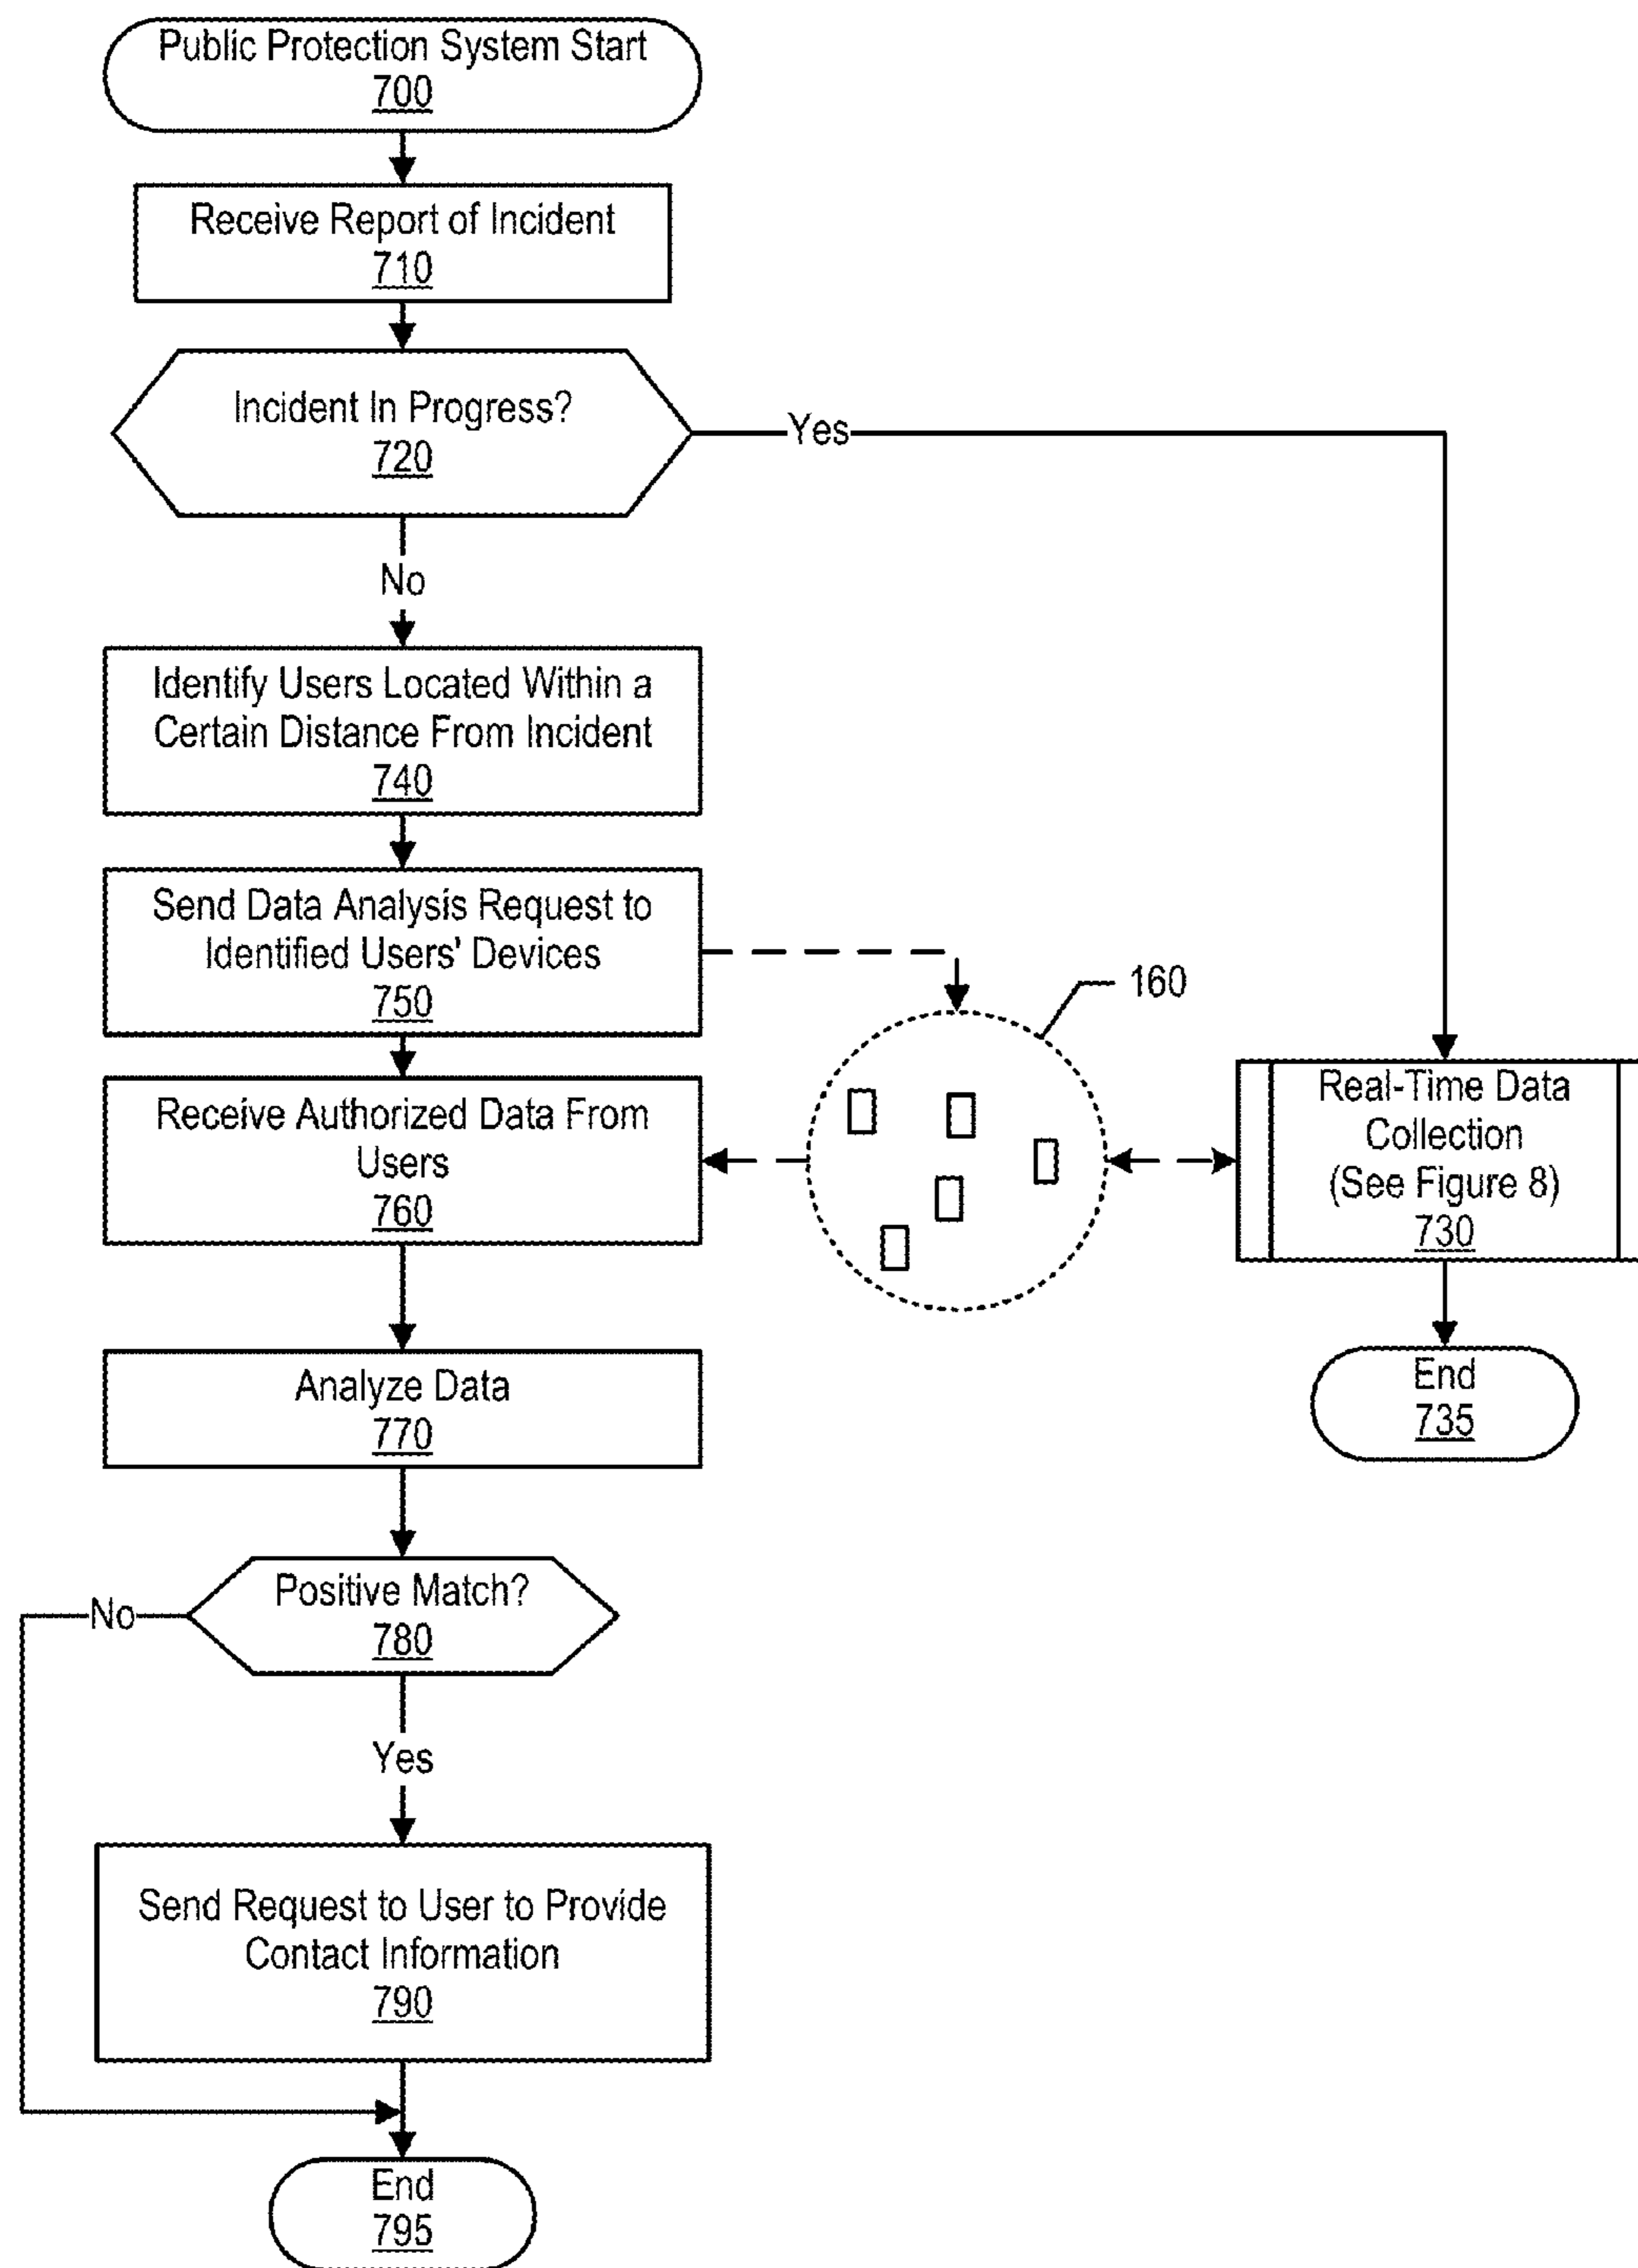 Public Protection System Start
700
Receive Report of Incident
710
Incident In Progress?
720
Yes
No
Identify Users Located Within a
Certain Distance From Incident
740
Send Data Analysis Request to
Identified Users' Devices
750
160
Receive Authorized Data From
Users
760
Real-Time Data
Collection
(See Figure 8)
730
End
735
Analyze Data
770
Positive Match?
780
No
Yes
Send Request to User to Provide
Contact Information
790
End
795